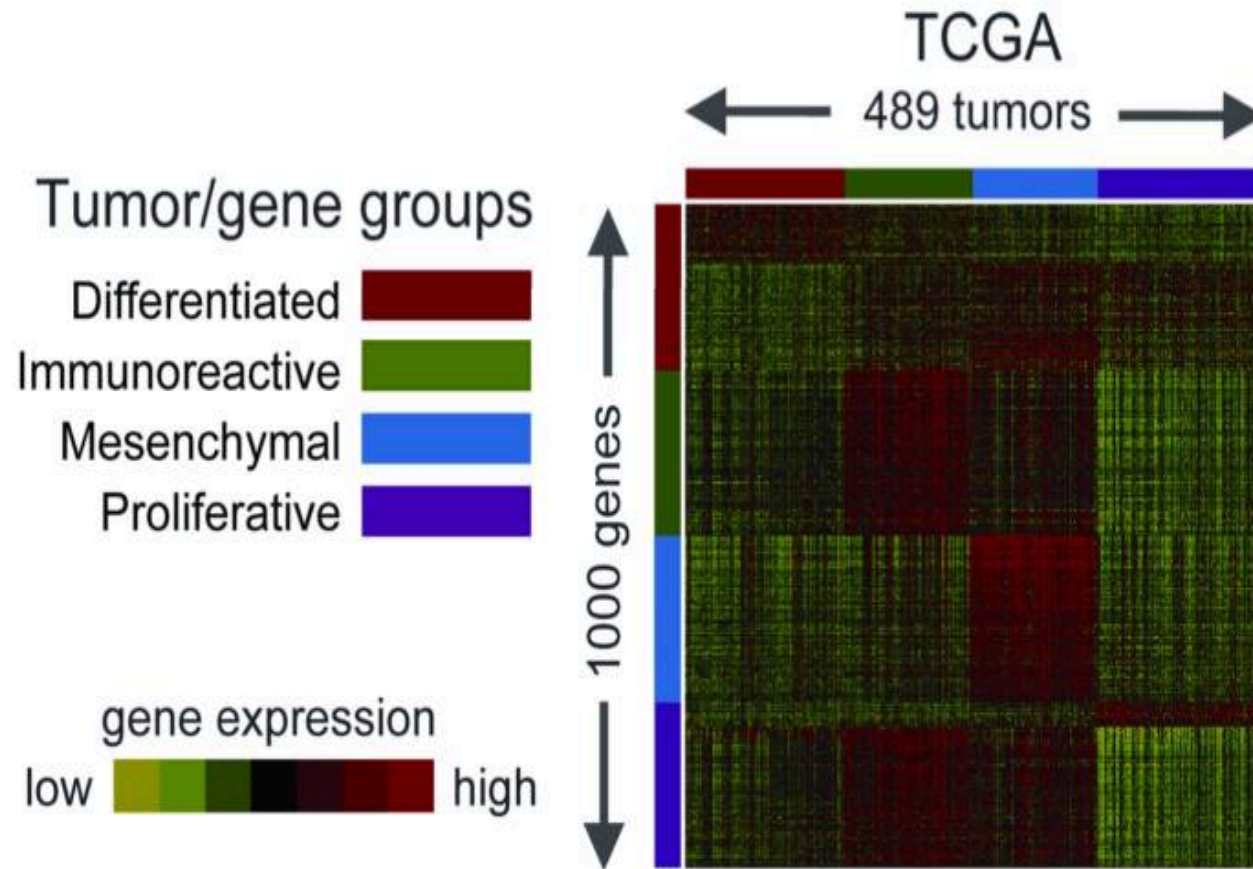 TCGA
489 tumors
Tumor/gene groups
Differentiated
Immunoreactive
Mesenchymal
Proliferative
1000 genes
gene expression
low
high